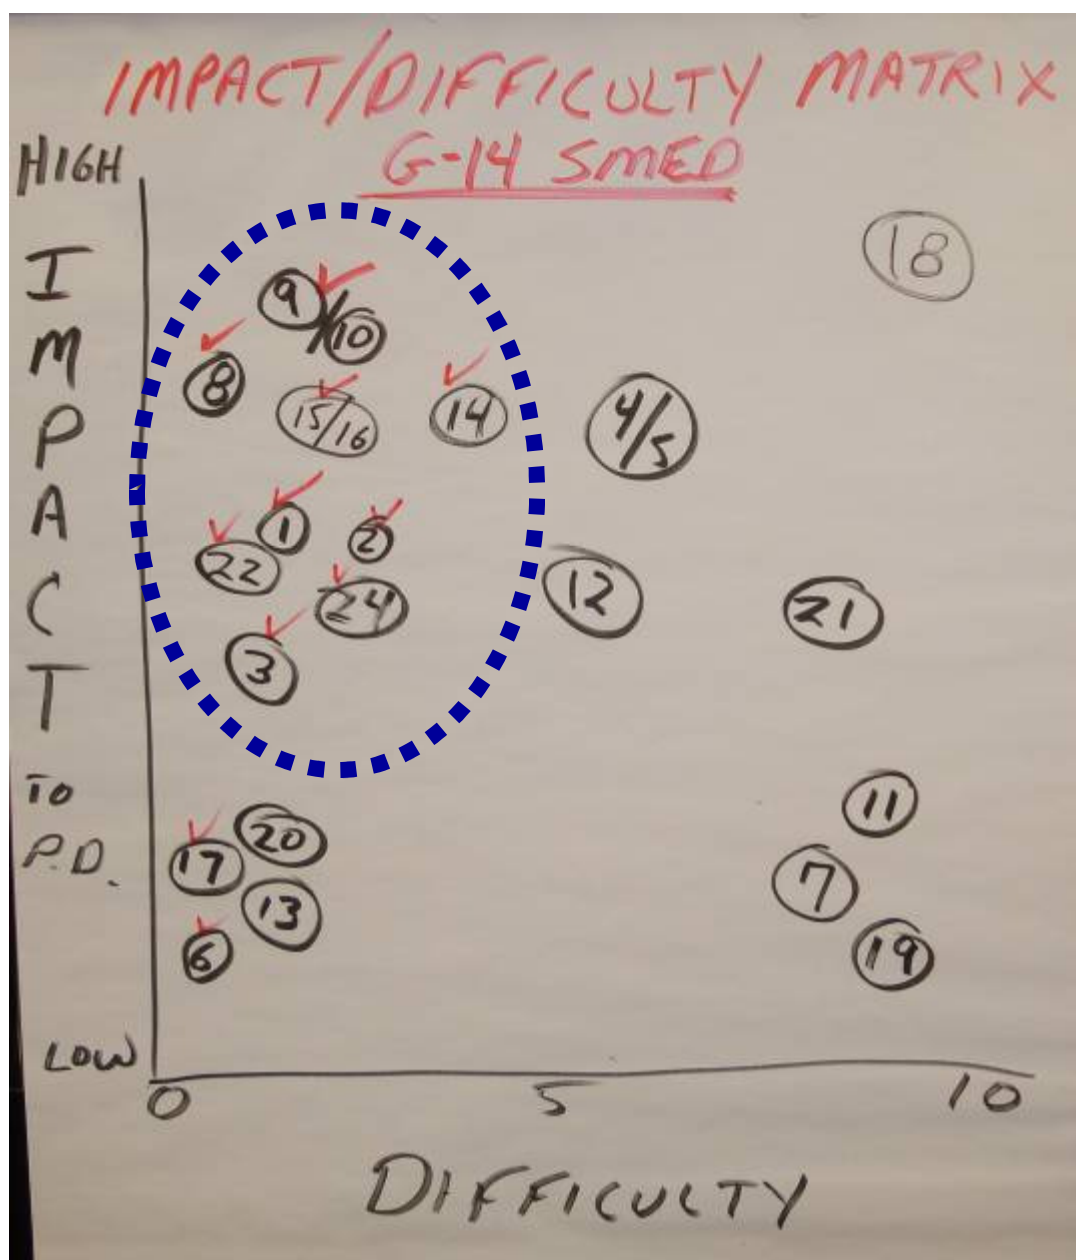 IMPACT/DIFFICULTY MATRIX
G-14 SMED
HIGH
IMPACT
TO
P.D.
LOW
18
9/10
8
15/16
14
4/5
1
2
22
24
12
21
3
11
20
17
7
13
6
19
0 5 10
DIFFICULTY